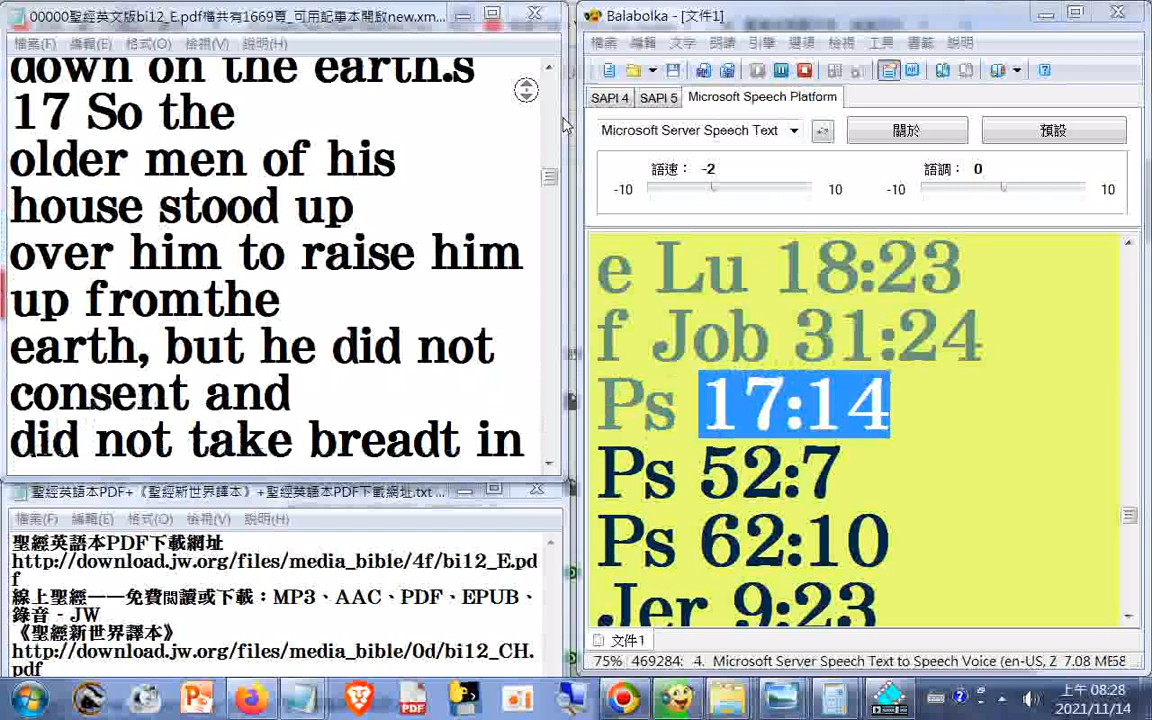 00000聖經英文版bi12_E.pdf檔共有1669頁_可用記事本開啟new.xm...
檔案(F) 編輯(E) 格式(O) 檢視(V) 說明(H)
down on the earth.s
17 So the
older men of his
house stood up
over him to raise him
up fromthe
earth, but he did not
consent and
did not take breadt in
聖經英語本PDF+《聖經新世界譯本》+聖經英語本PDF下載網址.txt ...
檔案(F) 編輯(E) 格式(O) 檢視(V) 說明(H)
聖經英語本PDF下載網址
http://download.jw.org/files/media_bible/4f/bi12_E.pd
f
線上聖經——免費閱讀或下載：MP3、AAC、PDF、EPUB、
錄音 - JW
《聖經新世界譯本》
http://download.jw.org/files/media_bible/0d/bi12_CH.
pdf
Balabolka - [文件1]
檔案 編輯 文字 朗讀 引擎 選項 檢視 工具 書籤 說明
SAPI 4 SAPI 5 Microsoft Speech Platform
Microsoft Server Speech Text 關於 預設
語速： -2 語調： 0
-10 10 -10 10
e Lu 18:23
f Job 31:24
Ps 17:14
Ps 52:7
Ps 62:10
Jer 9:23
文件1
75% 469284: 4. Microsoft Server Speech Text to Speech Voice (en-US, Z 7.08 ME58
PDF
上午 08:28
2021/11/14